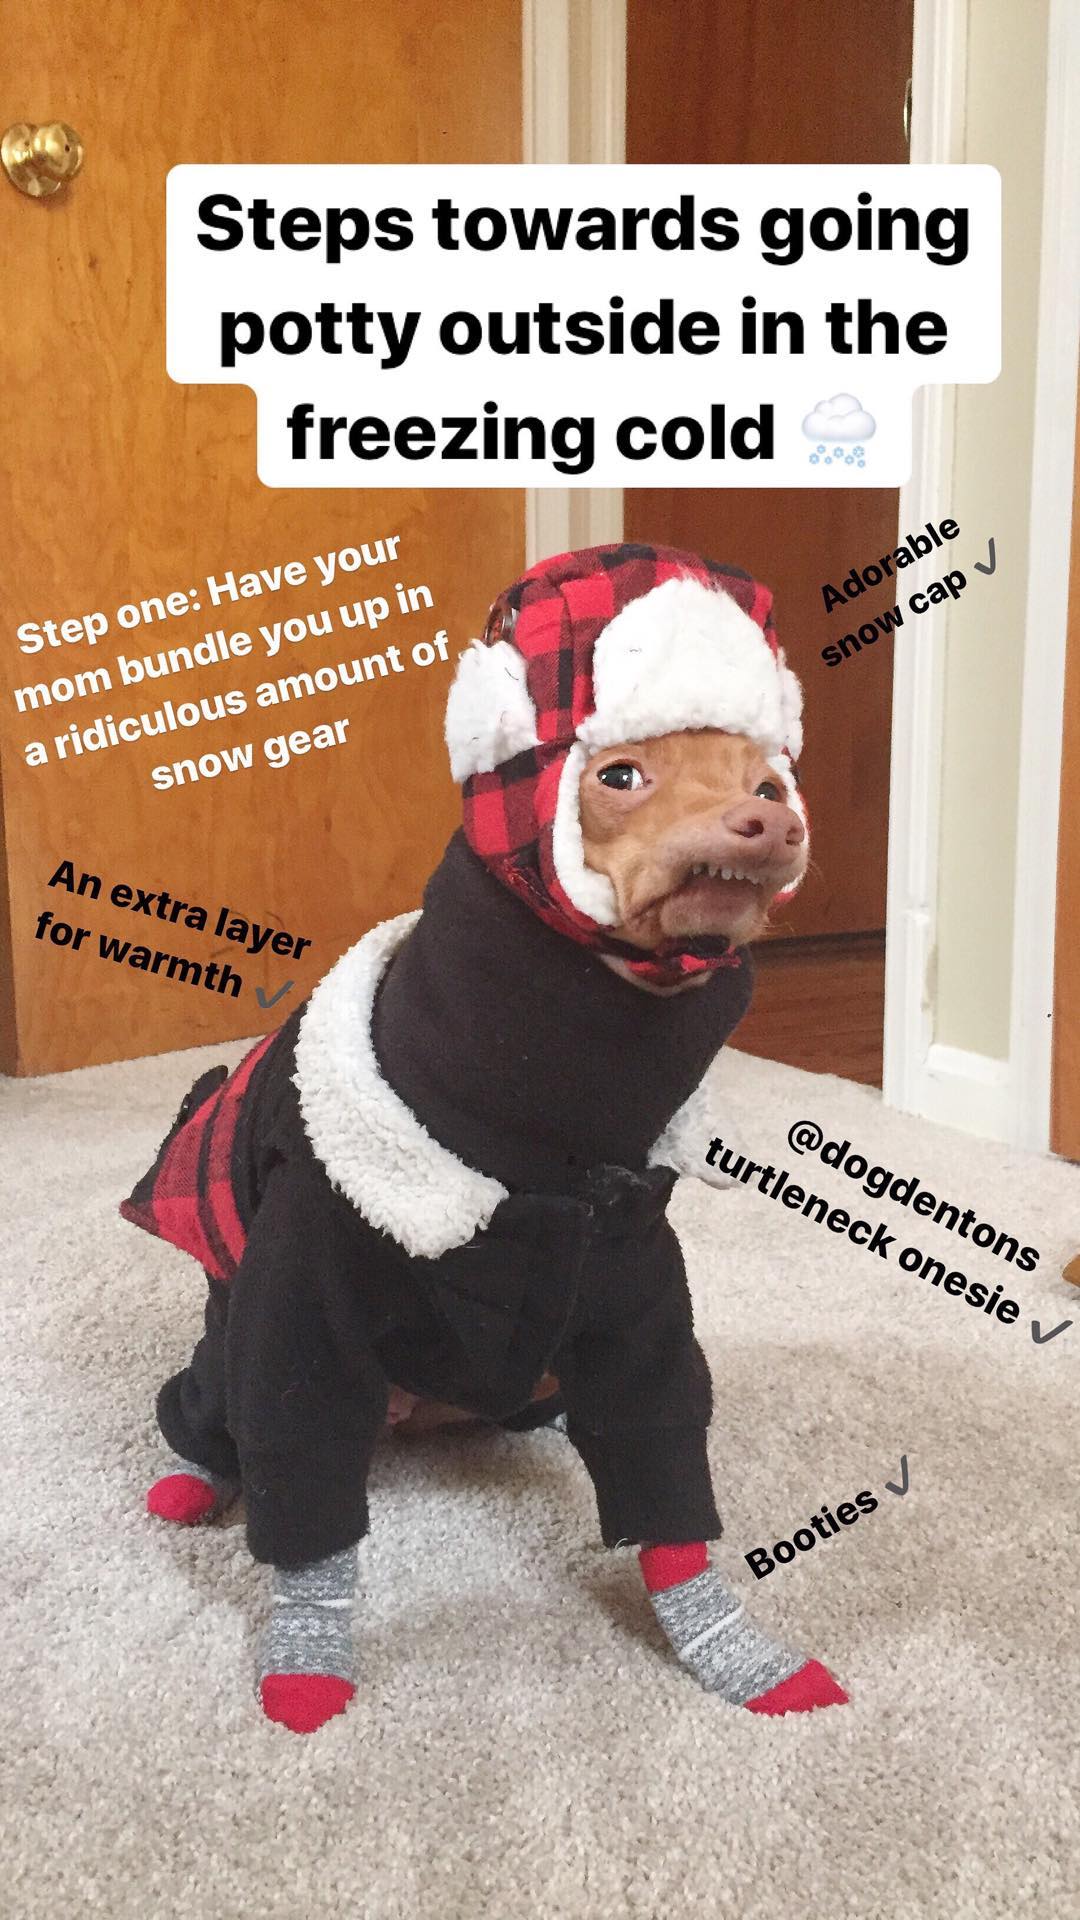 Steps towards going
potty outside in the
freezing cold 🌨️
Step one: Have your
mom bundle you up in
a ridiculous amount of
snow gear
Adorable
snow cap ✔️
An extra layer
for warmth ✔️
@dogdentons
turtleneck onesie ✔️
Booties ✔️